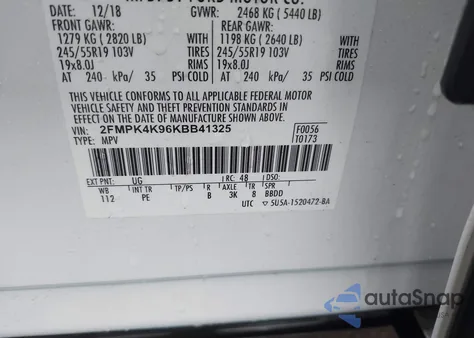 12/18 GVWR: 2468 KG ( 5440 LB)
FRONT GAWR: REAR GAWR:
1279 KG ( 2820 LB) WITH 1198 KG ( 2640 LB) WITH
245/55R19 103V TIRES 245/55R19 103V TIRES
19x8.0J RIMS 19x8.0J RIMS
AT 240 kPa/ 35 PSI COLD AT 240 kPa/ 35 PSI COLD
THIS VEHICLE CONFORMS TO ALL APPLICABLE FEDERAL MOTOR
VEHICLE SAFETY AND THEFT PREVENTION STANDARDS IN
EFFECT ON THE DATE OF MANUFACTURE SHOWN ABOVE.
VIN: 2FMPK4K96KBB41325 F0056
TYPE: MPV T0173
EXT PNT: UG RC: 48
WB INT TR TP/PS R AXLE TR SPR
112 PE B 3K 8 BBDD
UTC ▽ 5U5A-1520472-BA
autoSnap